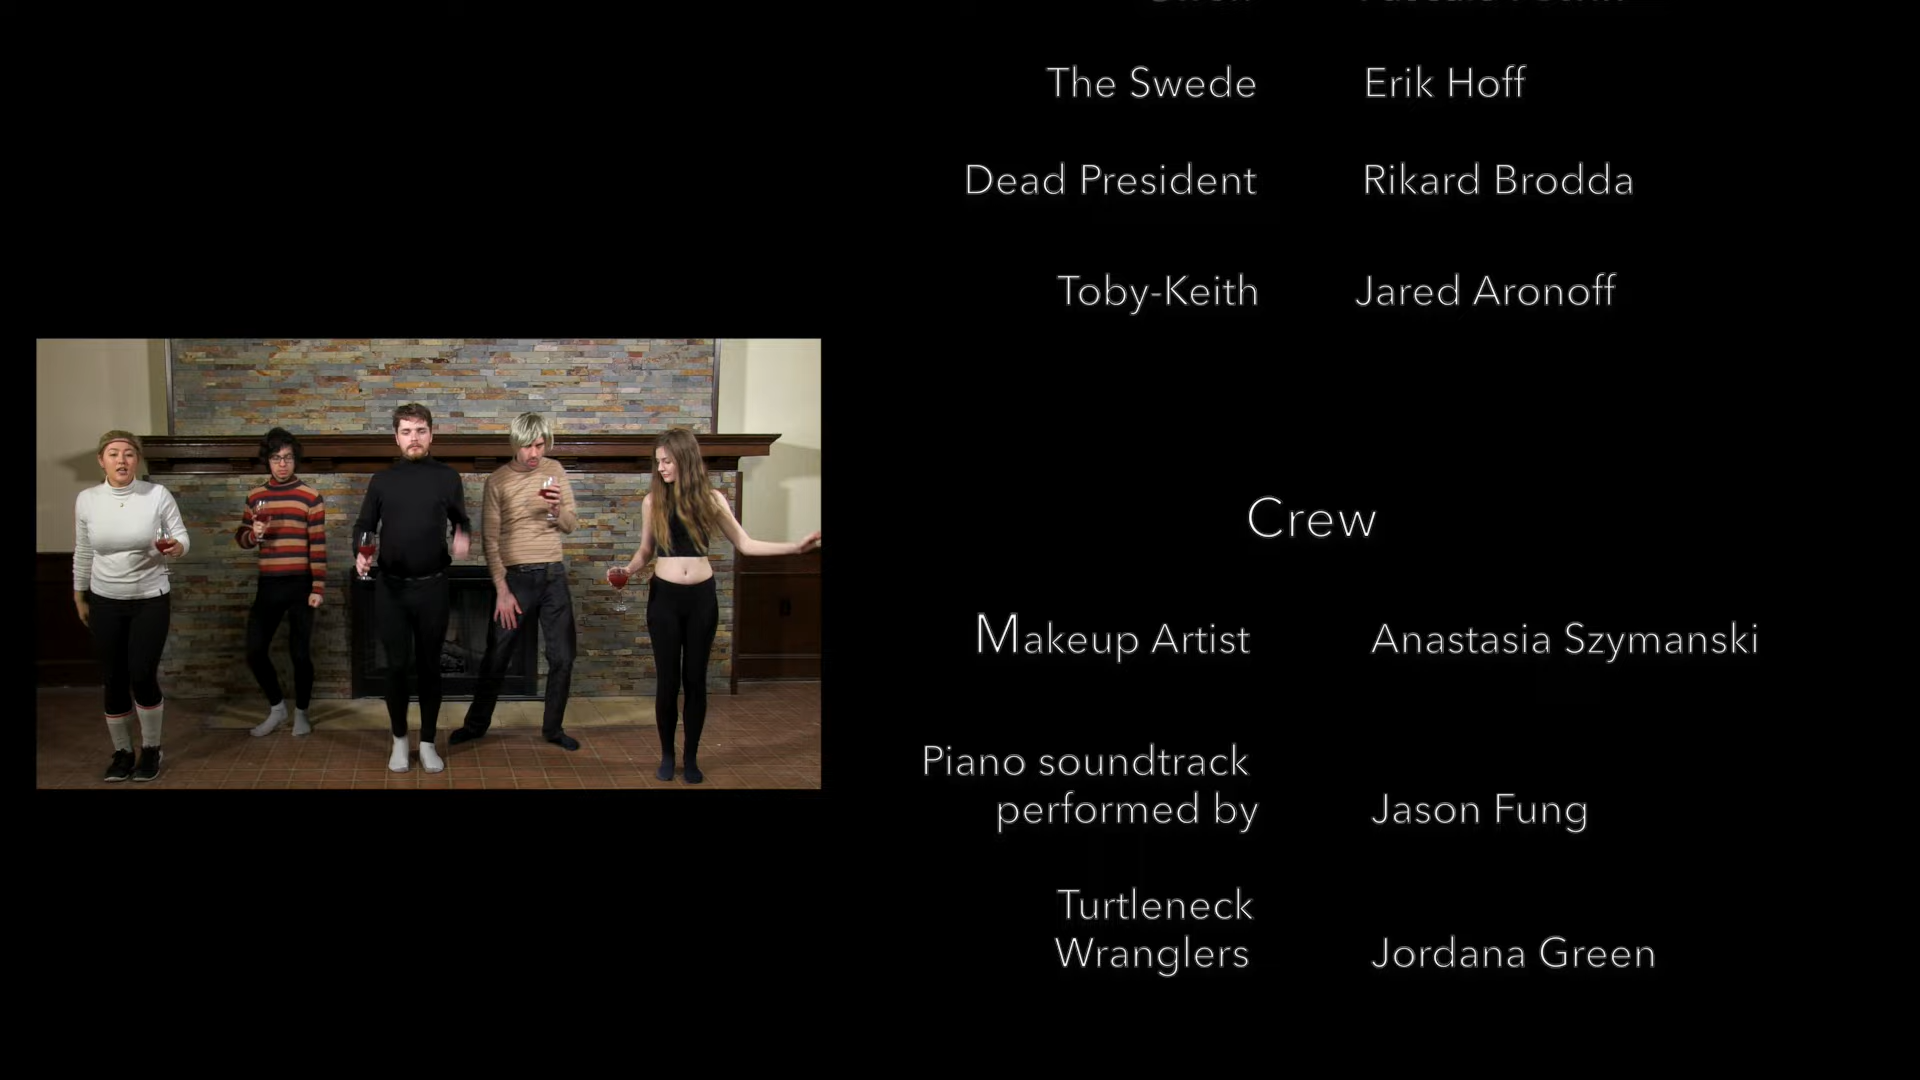 The Swede Erik Hoff
Dead President Rikard Brodda
Toby-Keith Jared Aronoff
Crew
Makeup Artist Anastasia Szymanski
Piano soundtrack
performed by Jason Fung
Turtleneck
Wranglers Jordana Green